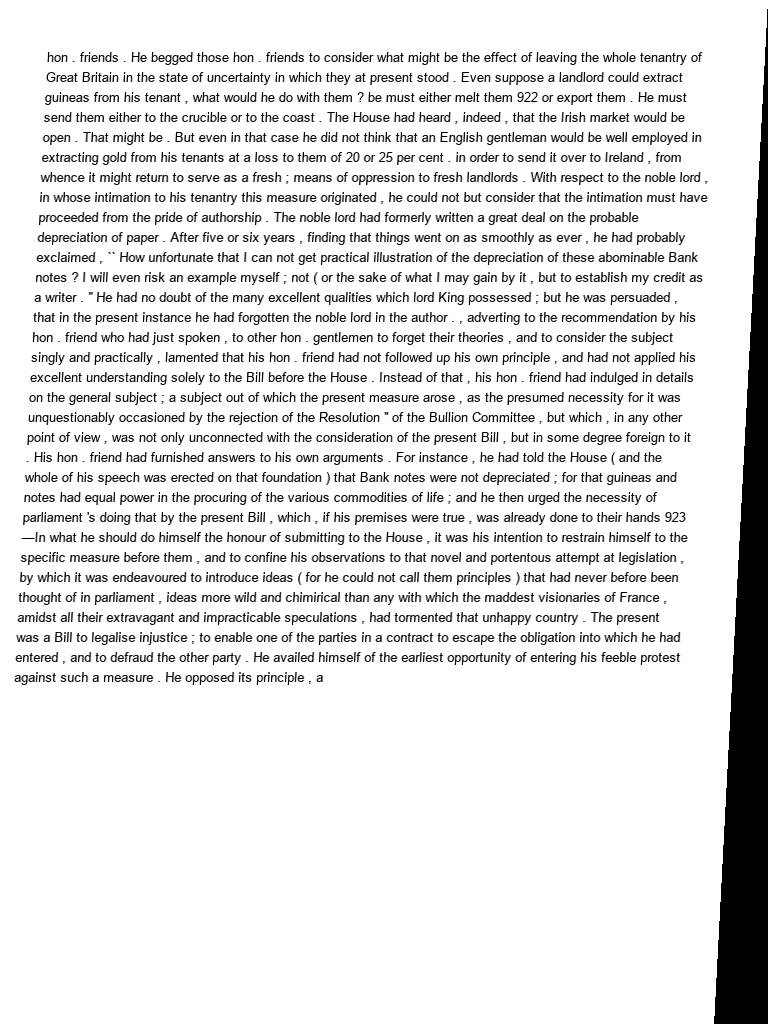 hon . friends . He begged those hon . friends to consider what might be the effect of leaving the whole tenantry of
Great Britain in the state of uncertainty in which they at present stood . Even suppose a landlord could extract
guineas from his tenant , what would he do with them ? be must either melt them 922 or export them . He must
send them either to the crucible or to the coast . The House had heard , indeed , that the Irish market would be
open . That might be . But even in that case he did not think that an English gentleman would be well employed in
extracting gold from his tenants at a loss to them of 20 or 25 per cent . in order to send it over to Ireland , from
whence it might return to serve as a fresh ; means of oppression to fresh landlords . With respect to the noble lord ,
in whose intimation to his tenantry this measure originated , he could not but consider that the intimation must have
proceeded from the pride of authorship . The noble lord had formerly written a great deal on the probable
depreciation of paper . After five or six years , finding that things went on as smoothly as ever , he had probably
exclaimed , `` How unfortunate that I can not get practical illustration of the depreciation of these abominable Bank
notes ? I will even risk an example myself ; not ( or the sake of what I may gain by it , but to establish my credit as
a writer . " He had no doubt of the many excellent qualities which lord King possessed ; but he was persuaded ,
that in the present instance he had forgotten the noble lord in the author . , adverting to the recommendation by his
hon . friend who had just spoken , to other hon . gentlemen to forget their theories , and to consider the subject
singly and practically , lamented that his hon . friend had not followed up his own principle , and had not applied his
excellent understanding solely to the Bill before the House . Instead of that , his hon . friend had indulged in details
on the general subject ; a subject out of which the present measure arose , as the presumed necessity for it was
unquestionably occasioned by the rejection of the Resolution " of the Bullion Committee , but which , in any other
point of view , was not only unconnected with the consideration of the present Bill , but in some degree foreign to it
. His hon . friend had furnished answers to his own arguments . For instance , he had told the House ( and the
whole of his speech was erected on that foundation ) that Bank notes were not depreciated ; for that guineas and
notes had equal power in the procuring of the various commodities of life ; and he then urged the necessity of
parliament 's doing that by the present Bill , which , if his premises were true , was already done to their hands 923
—In what he should do himself the honour of submitting to the House , it was his intention to restrain himself to the
specific measure before them , and to confine his observations to that novel and portentous attempt at legislation ,
by which it was endeavoured to introduce ideas ( for he could not call them principles ) that had never before been
thought of in parliament , ideas more wild and chimirical than any with which the maddest visionaries of France ,
amidst all their extravagant and impracticable speculations , had tormented that unhappy country . The present
was a Bill to legalise injustice ; to enable one of the parties in a contract to escape the obligation into which he had
entered , and to defraud the other party . He availed himself of the earliest opportunity of entering his feeble protest
against such a measure . He opposed its principle , a